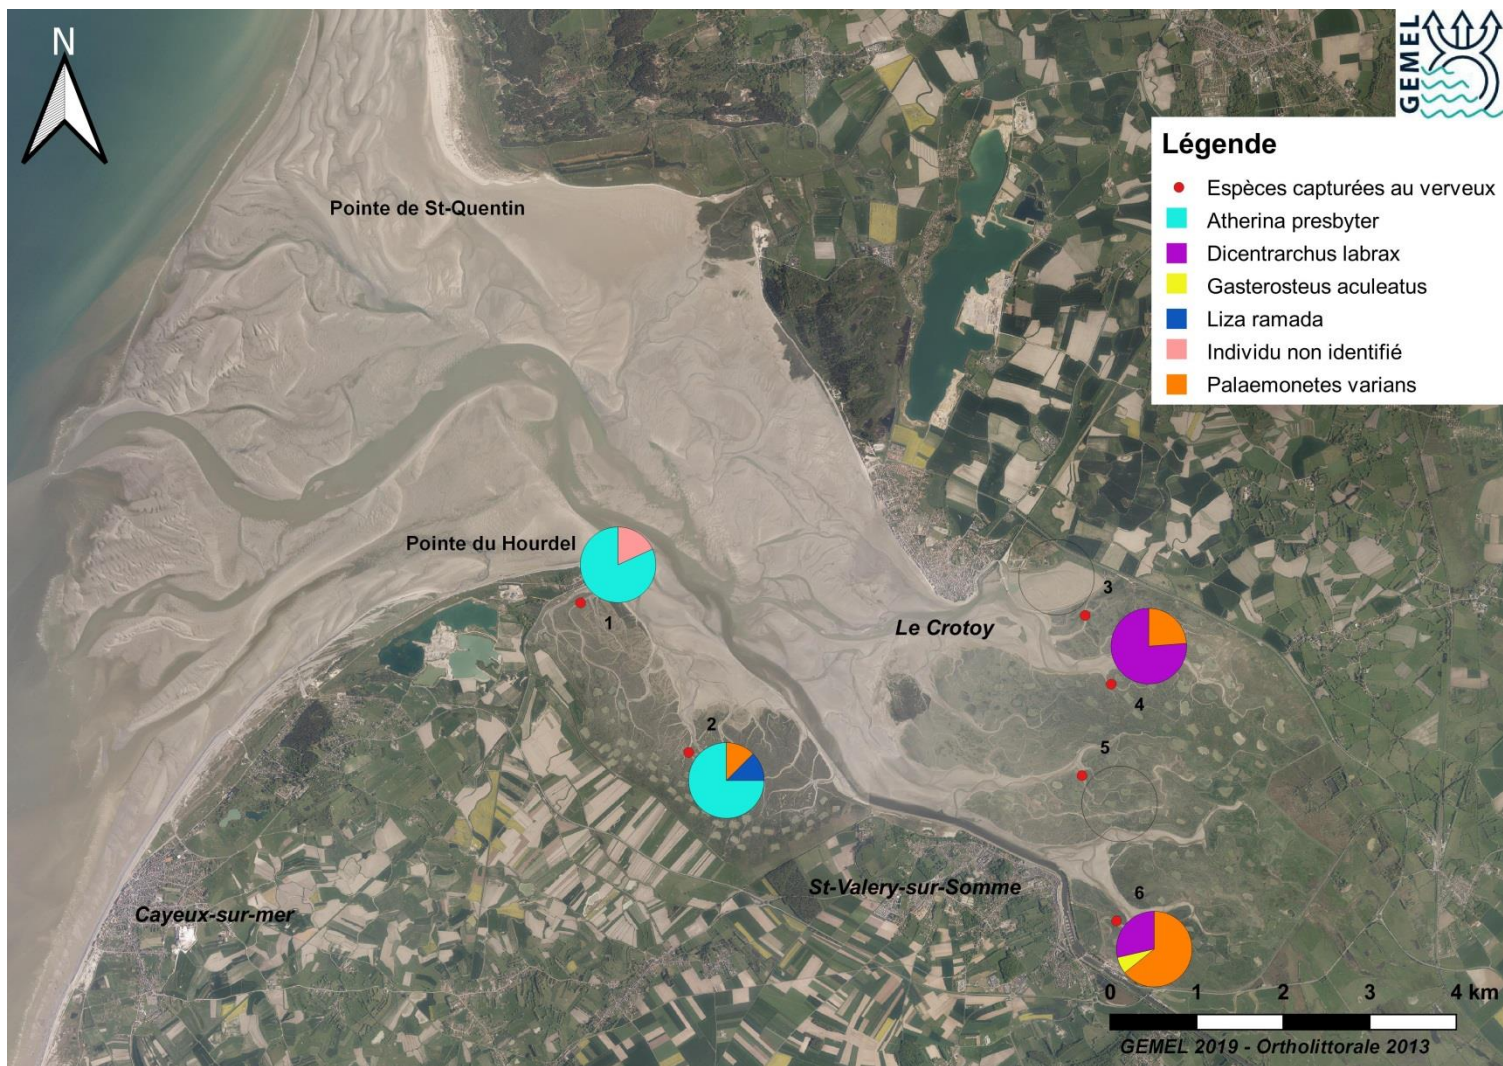 N
GEMEL
Légende
Espèces capturées au verveux
Atherina presbyter
Dicentrarchus labrax
Gasterosteus aculeatus
Liza ramada
Individu non identifié
Palaemonetes varians
Pointe de St-Quentin
Pointe du Hourdel
1
2
3
Le Crotoy
4
5
St-Valery-sur-Somme
6
Cayeux-sur-mer
0 1 2 3 4 km
GEMEL 2019 - Ortholittorale 2013